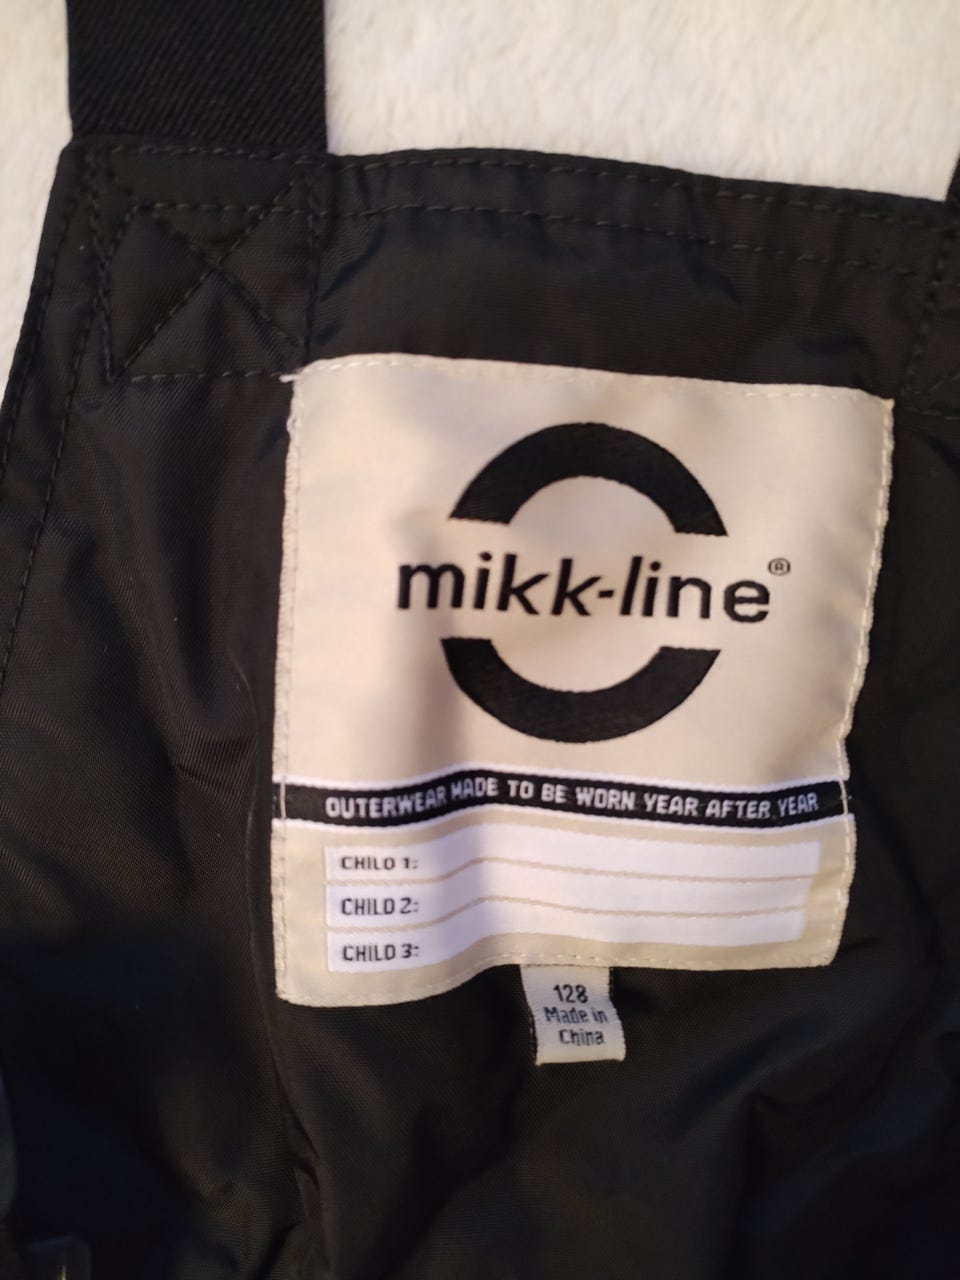 mikk-line®
OUTERWEAR MADE TO BE WORN YEAR AFTER YEAR
CHILD 1:
CHILD 2:
CHILD 3:
128
Made in
China